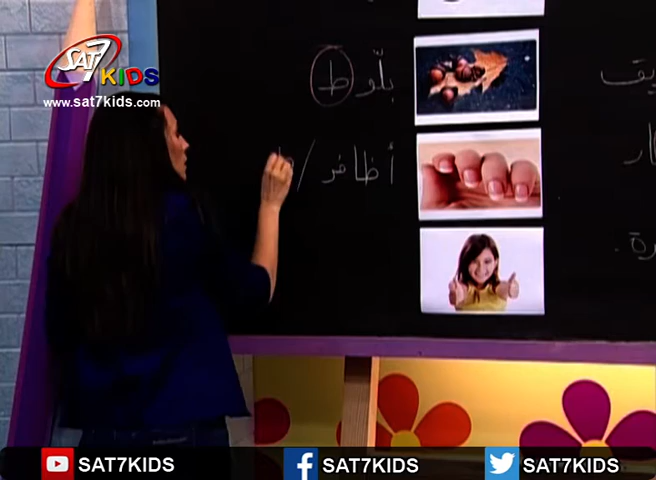 SAT7 KIDS
www.sat7kids.com
بلّوط
أظافر /
SAT7KIDS
SAT7KIDS
SAT7KIDS